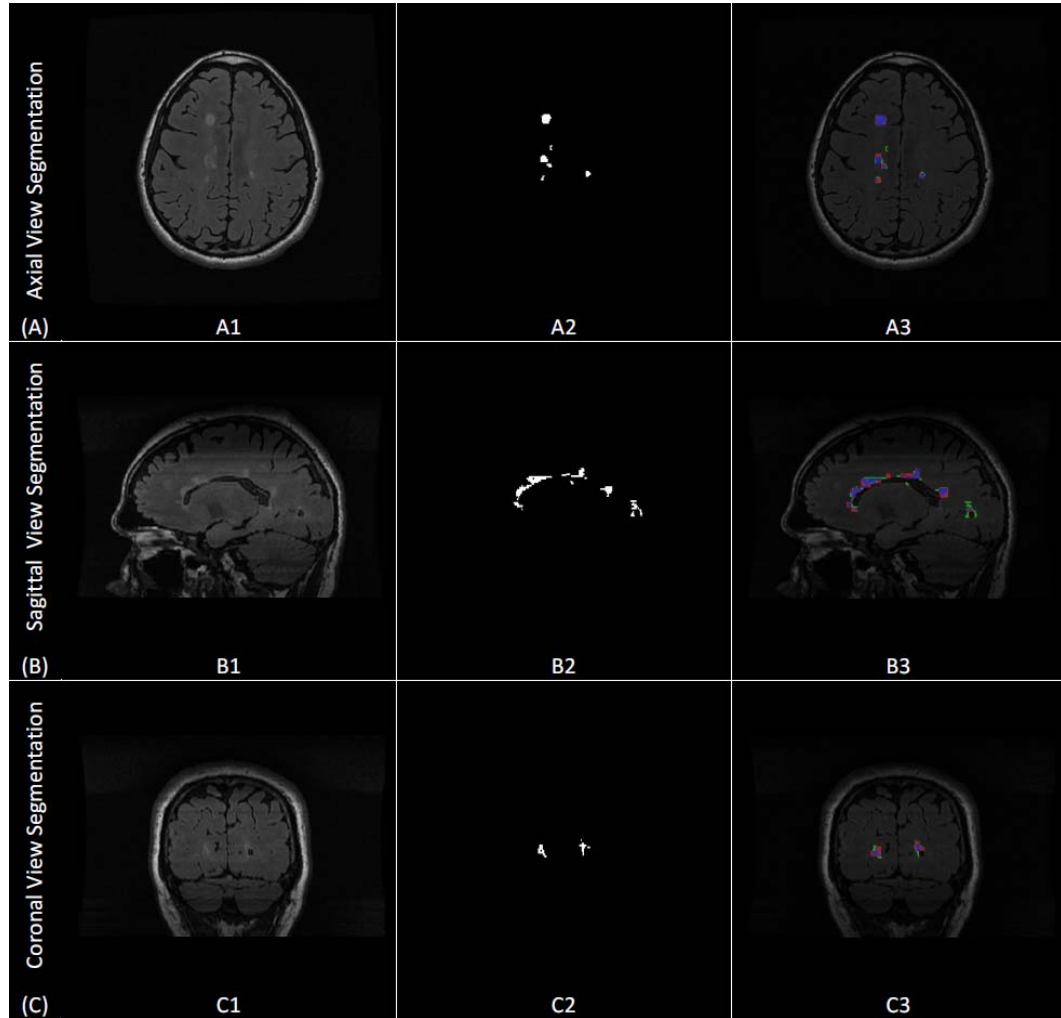 Axial View Segmentation
(A)
A1
A2
A3
Sagittal View Segmentation
(B)
B1
B2
B3
Coronal View Segmentation
(C)
C1
C2
C3